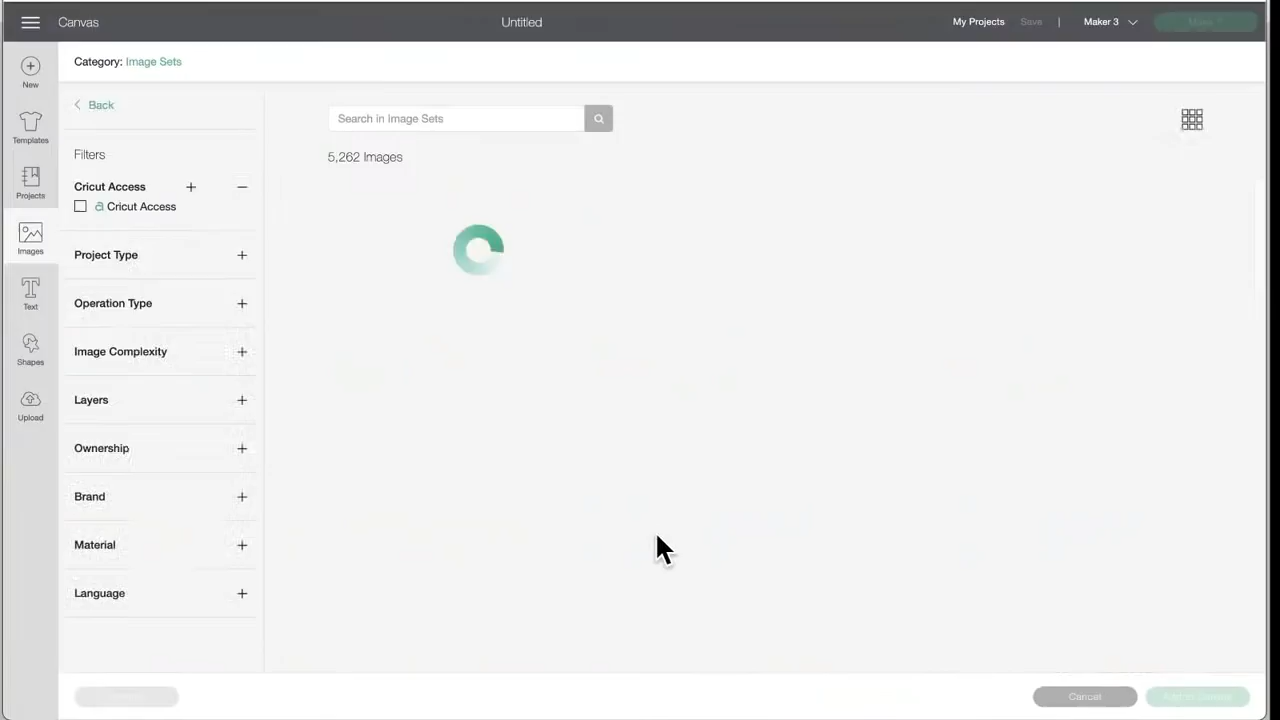 Canvas
Untitled
My Projects Save | Maker 3
Category: Image Sets
New
Templates
Projects
Images
Text
Shapes
Upload
Back
Filters
Cricut Access
Cricut Access
Project Type
Operation Type
Image Complexity
Layers
Ownership
Brand
Material
Language
Search in Image Sets
5,262 Images
Cancel